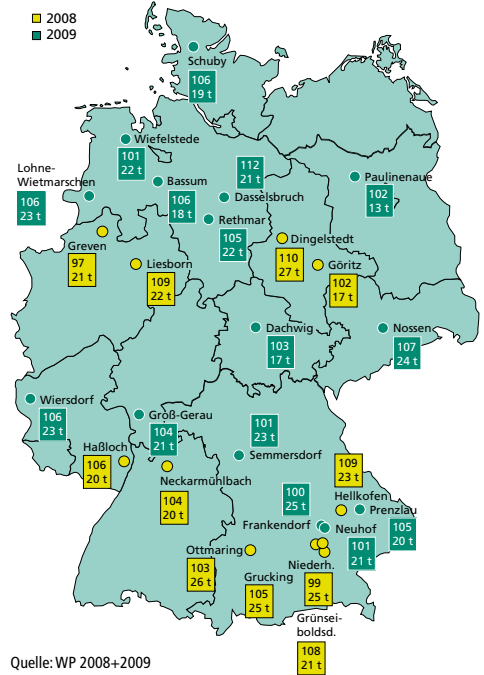 2008
2009
Schuby
106
19 t
Wiefelstede
101
22 t
Lohne-
Wietmarschen
106
23 t
Bassum
106
18 t
112
21 t
Dasselsbruch
Paulinenaue
102
13 t
Rethmar
105
22 t
Greven
97
21 t
Liesborn
109
22 t
Dingelstedt
110
27 t
Göritz
102
17 t
Dachwig
103
17 t
Nossen
107
24 t
Wiersdorf
106
23 t
Groß-Gerau
104
21 t
101
23 t
Semmersdorf
Haßloch
106
20 t
Neckarmühlbach
104
20 t
109
23 t
Hellkofen
100
25 t
Frankendorf
Prenzlau
105
20 t
Neuhof
101
21 t
Ottmaring
103
26 t
Grucking
105
25 t
Niederh.
99
25 t
Grünsei-
boldsd.
108
21 t
Quelle: WP 2008+2009